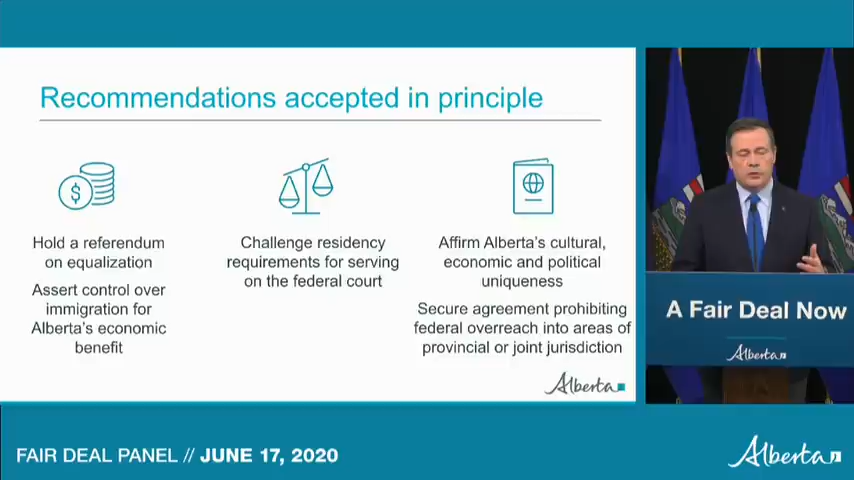 Recommendations accepted in principle
$
Hold a referendum
on equalization
Assert control over
immigration for
Alberta's economic
benefit
Challenge residency
requirements for serving
on the federal court
Affirm Alberta's cultural,
economic and political
uniqueness
Secure agreement prohibiting
federal overreach into areas of
provincial or joint jurisdiction
Alberta
A Fair Deal Now
Alberta
FAIR DEAL PANEL // JUNE 17, 2020
Alberta